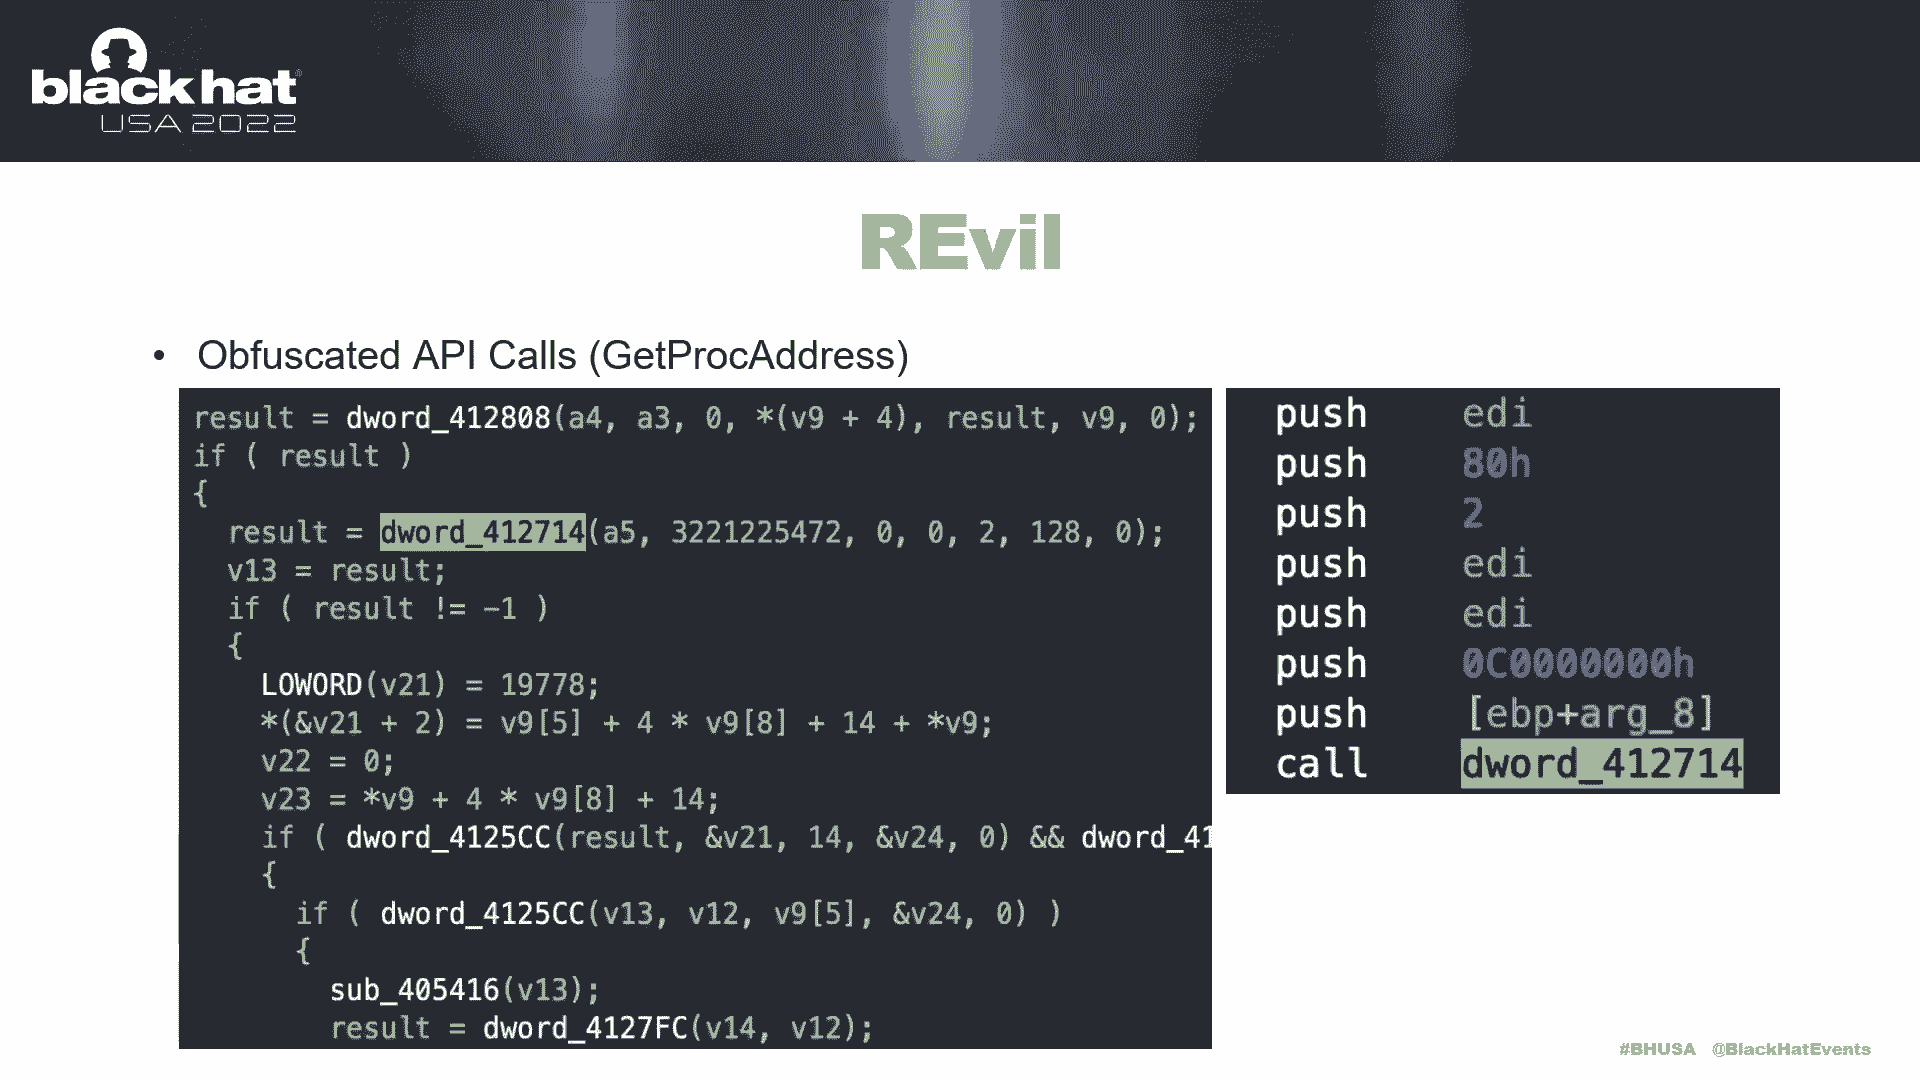 black hat®
USA 2022
REvil
• Obfuscated API Calls (GetProcAddress)
result = dword_412808(a4, a3, 0, *(v9 + 4), result, v9, 0);
if ( result )
{
result = dword_412714(a5, 3221225472, 0, 0, 2, 128, 0);
v13 = result;
if ( result != -1 )
{
LOWORD(v21) = 19778;
*(&v21 + 2) = v9[5] + 4 * v9[8] + 14 + *v9;
v22 = 0;
v23 = *v9 + 4 * v9[8] + 14;
if ( dword_4125CC(result, &v21, 14, &v24, 0) && dword_41
{
if ( dword_4125CC(v13, v12, v9[5], &v24, 0) )
{
sub_405416(v13);
result = dword_4127FC(v14, v12);
push edi
push 80h
push 2
push edi
push edi
push 0C0000000h
push [ebp+arg_8]
call dword_412714
#BHUSA @BlackHatEvents